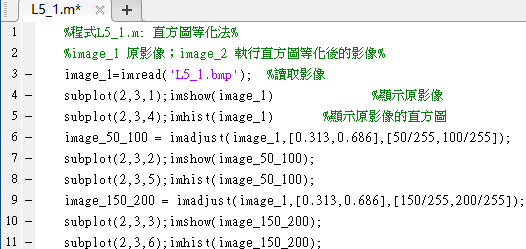 L5_1.m* × +
1 %程式L5_1.m: 直方圖等化法%
2 %image_1 原影像；image_2 執行直方圖等化後的影像%
3 — image_1=imread('L5_1.bmp'); %讀取影像
4 — subplot(2,3,1);imshow(image_1) %顯示原影像
5 — subplot(2,3,4);imhist(image_1) %顯示原影像的直方圖
6 — image_50_100 = imadjust(image_1,[0.313,0.686],[50/255,100/255]);
7 — subplot(2,3,2);imshow(image_50_100);
8 — subplot(2,3,5);imhist(image_50_100);
9 — image_150_200 = imadjust(image_1,[0.313,0.686],[150/255,200/255]);
10 — subplot(2,3,3);imshow(image_150_200);
11 — subplot(2,3,6);imhist(image_150_200);